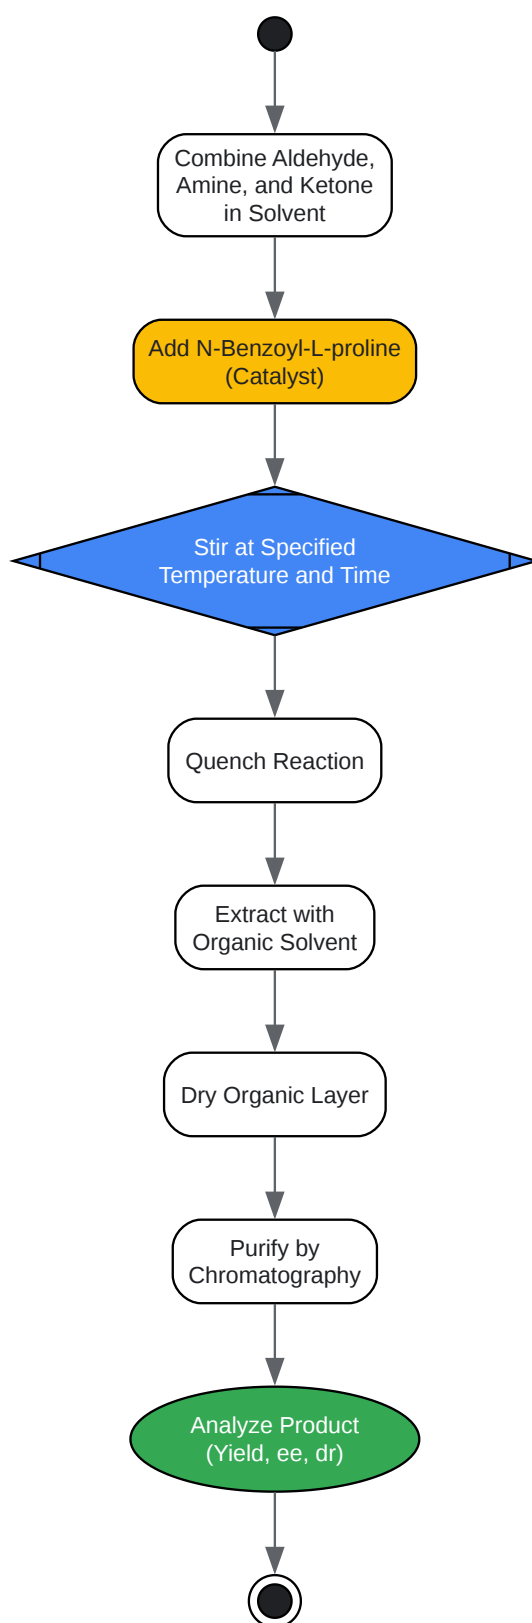 Combine Aldehyde,
Amine, and Ketone
in Solvent
Add N-Benzoyl-L-proline
(Catalyst)
Stir at Specified
Temperature and Time
Quench Reaction
Extract with
Organic Solvent
Dry Organic Layer
Purify by
Chromatography
Analyze Product
(Yield, ee, dr)